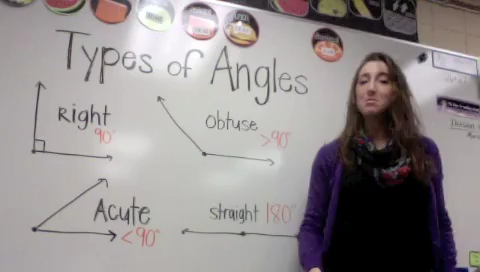 Types of Angles
Right
90°
Obtuse
>90°
Acute
<90°
straight 180°